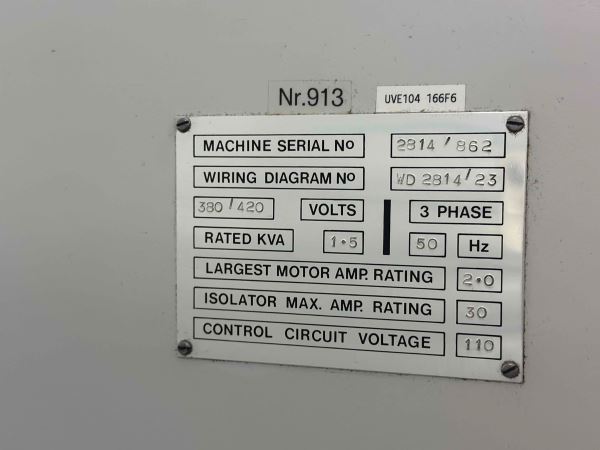 Nr.913
UVE104 166F6
MACHINE SERIAL No 2814/862
WIRING DIAGRAM No WD 2814/23
380/420 VOLTS 3 PHASE
RATED KVA 1•5 50 Hz
LARGEST MOTOR AMP. RATING 2•0
ISOLATOR MAX. AMP. RATING 30
CONTROL CIRCUIT VOLTAGE 110